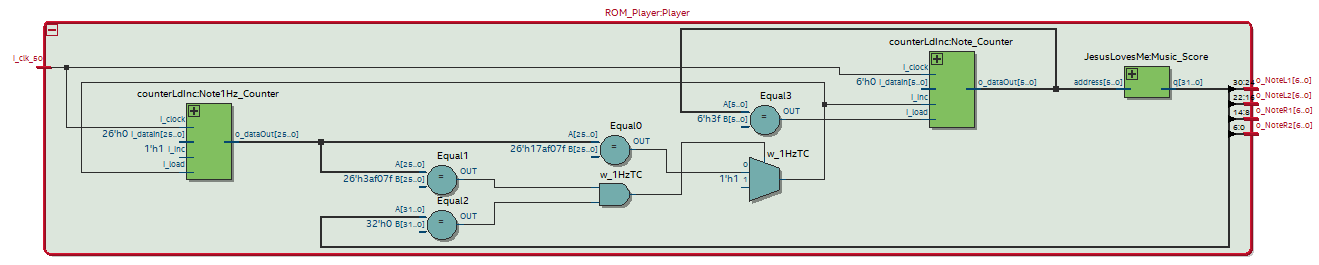 ROM_Player:Player
counterLdInc:Note_Counter
JesusLovesMe:Music_Score
i_clk_50
i_clock
6'h0 i_dataIn[5..0]
o_dataOut[5..0]
address[5..0]
q[31..0]
30:24
o_NoteL1[6..0]
counterLdInc:Note1Hz_Counter
Equal3
i_inc
22:16
o_NoteL2[6..0]
A[5..0]
OUT
i_load
14:8
o_NoteR1[6..0]
i_clock
6'h3f B[5..0]
6:0
o_NoteR2[6..0]
26'h0 i_dataIn[25..0]
o_dataOut[25..0]
Equal0
A[25..0]
OUT
1'h1 i_inc
26'h17af07f B[25..0]
i_load
Equal1
w_1HzTC
A[25..0]
OUT
0
26'h3af07f B[25..0]
w_1HzTC
1'h1
1
Equal2
A[31..0]
OUT
32'h0 B[31..0]